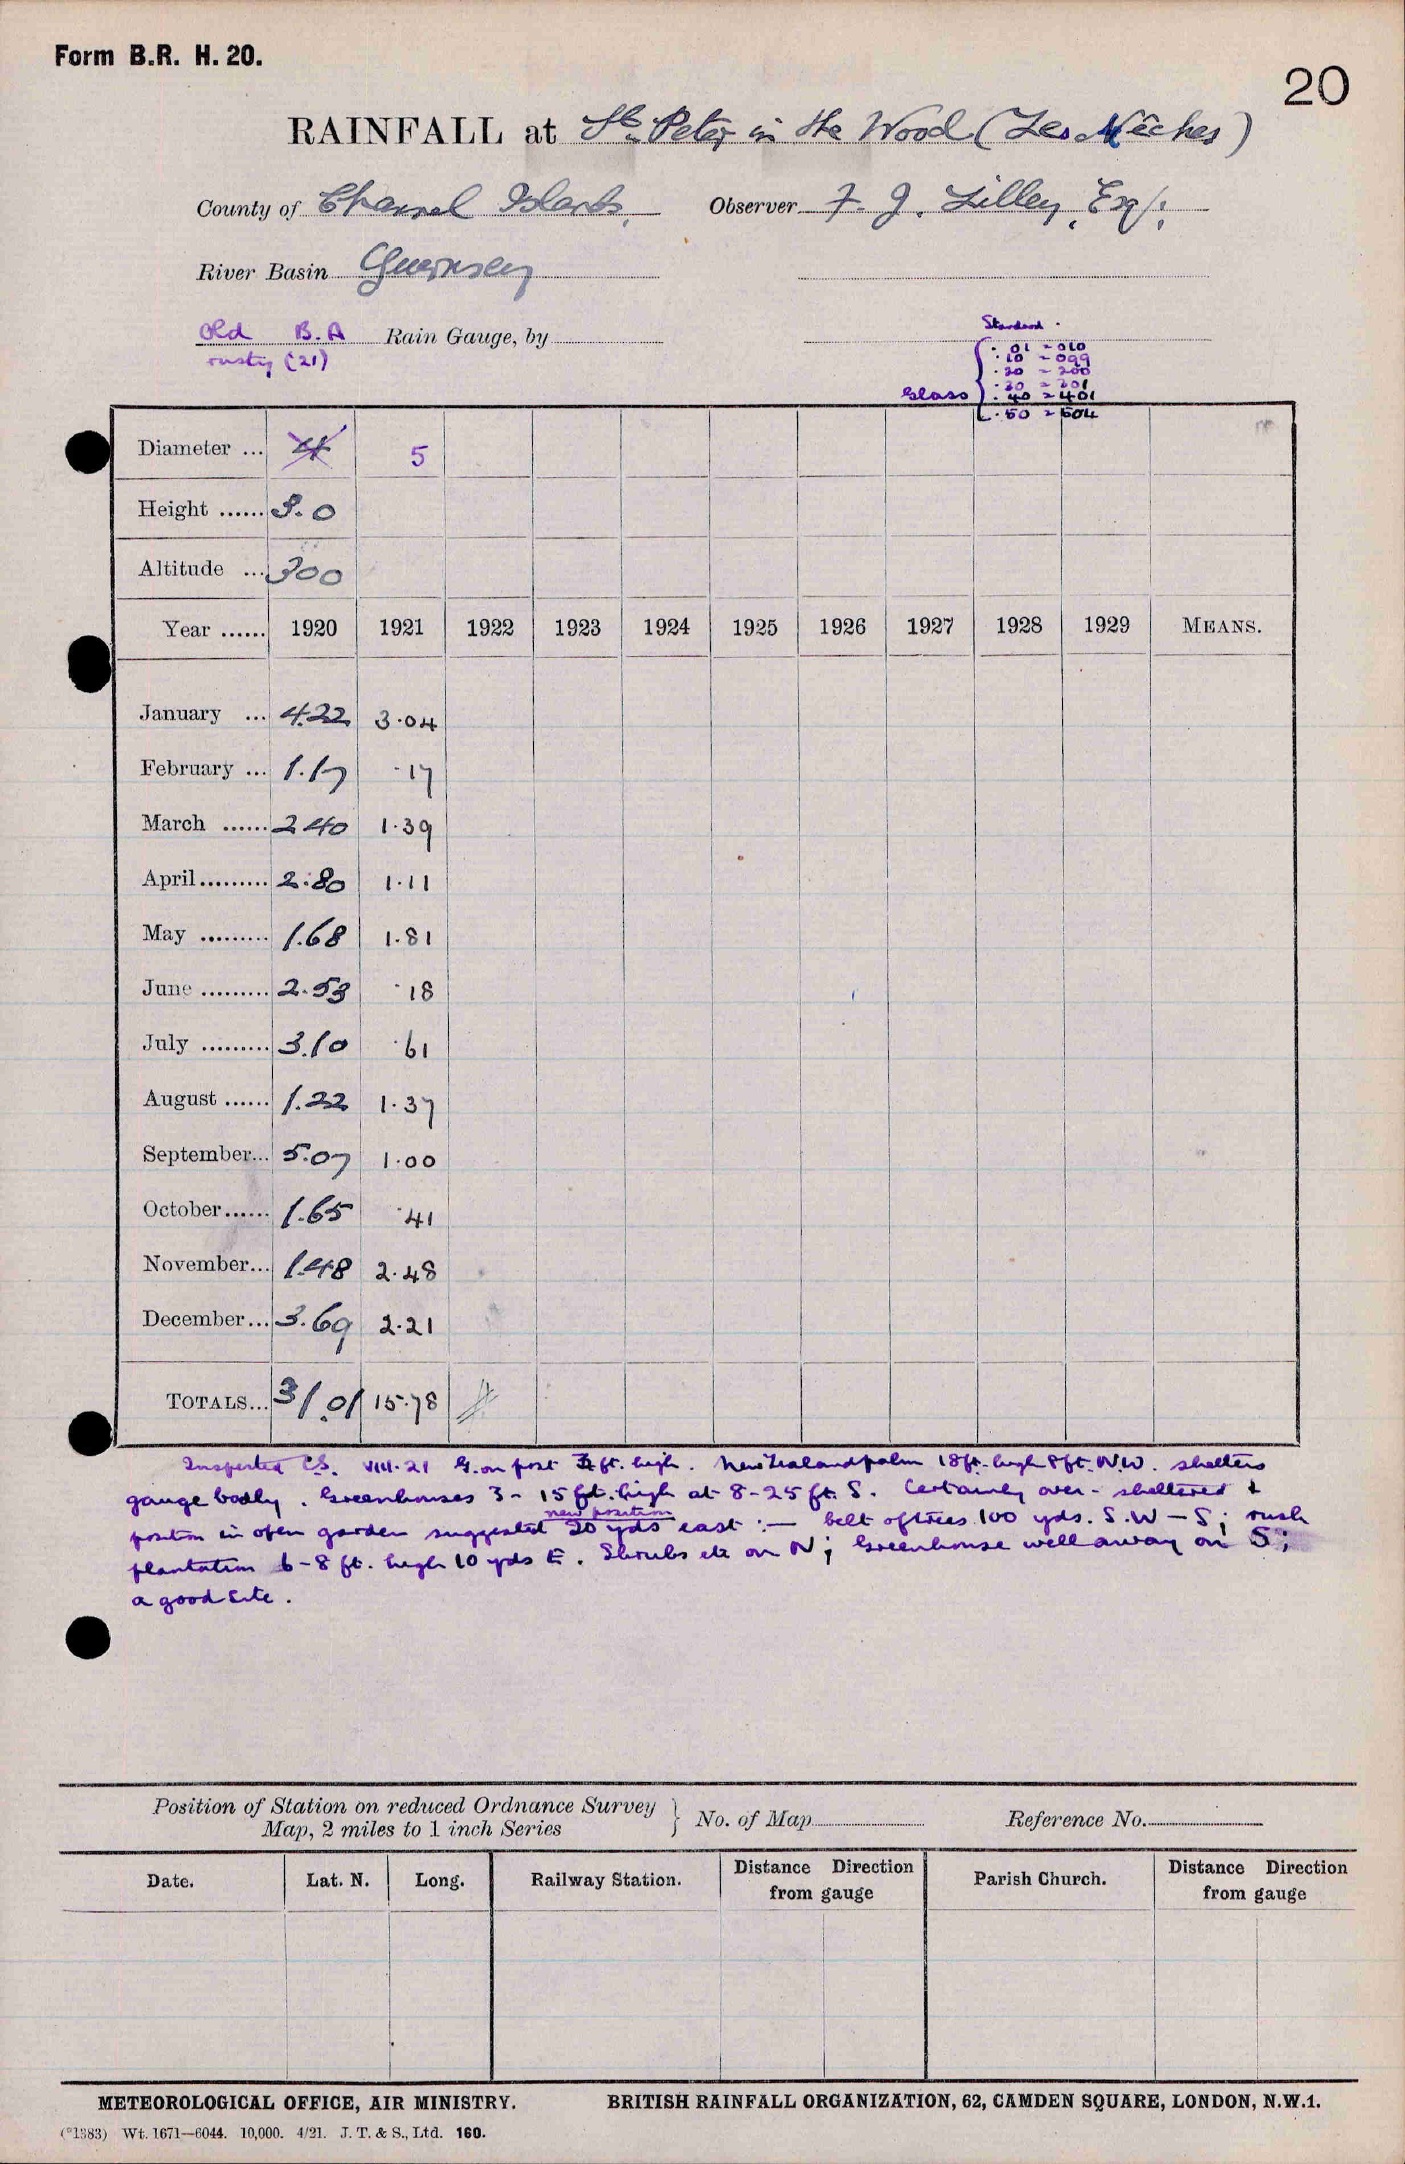 Form B.R. H. 20.
20
RAINFALL at St. Peter in the Wood (Les Mêches)
County of Channel Islands, Observer F. J. Lilley, Esq.;
River Basin Guernsey
Old B.A Rain Gauge, by
rusty (21)
Standard.
.01 = 010
.10 = 099
.20 = 200
.30 = 301
Glass .40 = 401
.50 = 504
Diameter ... 4 5
Height ...... 3.0
Altitude ... 300
Year ...... 1920 1921 1922 1923 1924 1925 1926 1927 1928 1929 MEANS.
January ... 4.22 3.04
February ... 1.17 .17
March ...... 2.40 1.39
April ......... 2.80 1.11
May ......... 1.68 1.81
June ......... 2.53 .18
July ......... 3.10 .61
August ...... 1.22 1.37
September... 5.07 1.00
October...... 1.65 .41
November... 1.48 2.48
December... 3.69 2.21
TOTALS... 31.01 15.78
Inspected C.S. VIII.21 G. on post ft. high. New Zealand palm 18ft. high 8ft. N.W. shelters
gauge badly. Greenhouses 3 - 15 ft. high at 8-25 ft. S. Certainly over-sheltered &
new position
position in open garden suggested 20 yds east :— belt of trees 100 yds. S.W - S; rush
plantation 6-8 ft. high 10 yds E. Shrubs etc on N; Greenhouse well away on S;
a good site.
Position of Station on reduced Ordnance Survey
Map, 2 miles to 1 inch Series } No. of Map Reference No.
Date. Lat. N. Long. Railway Station. Distance Direction from gauge Parish Church. Distance Direction from gauge
METEOROLOGICAL OFFICE, AIR MINISTRY. BRITISH RAINFALL ORGANIZATION, 62, CAMDEN SQUARE, LONDON, N.W.1.
(*1383) Wt. 1671—6044. 10,000. 4/21. J. T. & S., Ltd. 160.